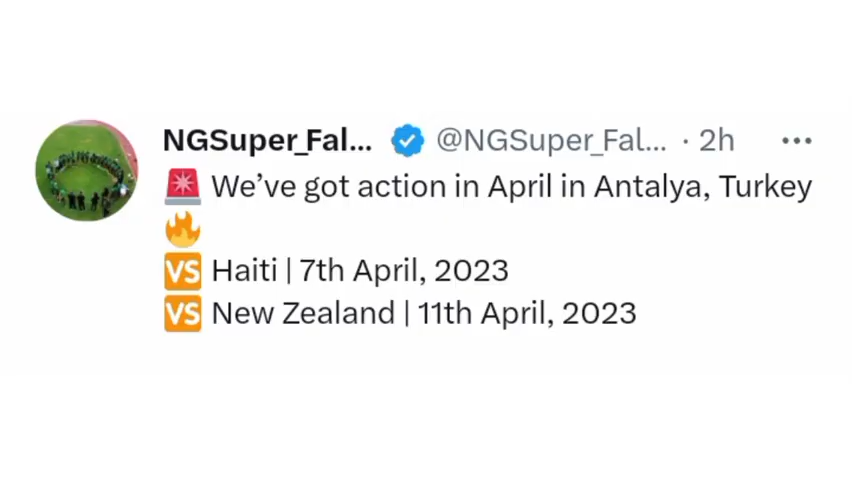 NGSuper_Fal... @NGSuper_Fal... · 2h
🚨 We’ve got action in April in Antalya, Turkey
🔥
🆚 Haiti | 7th April, 2023
🆚 New Zealand | 11th April, 2023